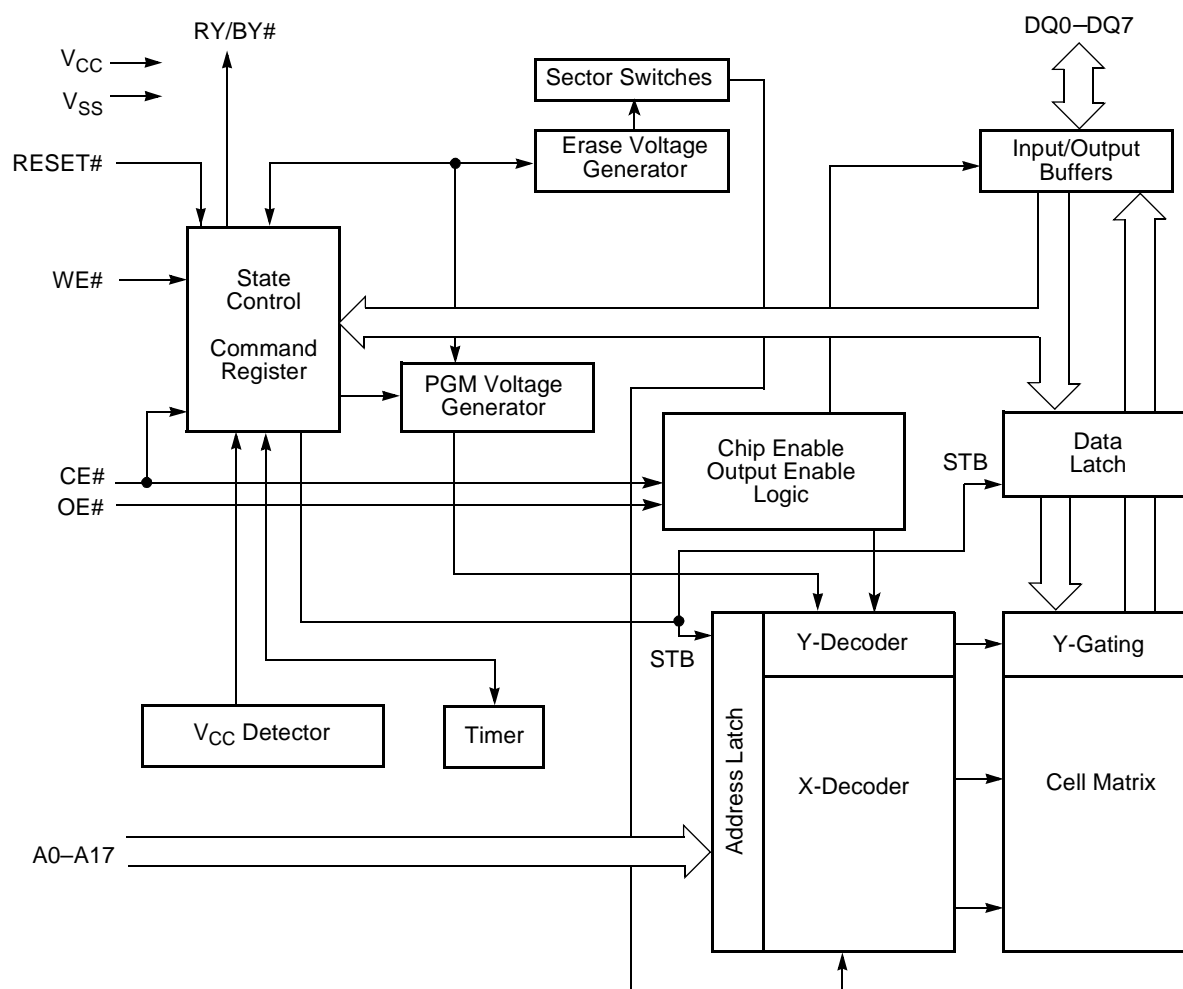 RY/BY#
DQ0–DQ7
VCC
VSS
Sector Switches
RESET#
Erase Voltage
Generator
Input/Output
Buffers
WE#
State
Control
Command
Register
PGM Voltage
Generator
Chip Enable
Output Enable
Logic
STB
Data
Latch
CE#
OE#
STB
Y-Decoder
Y-Gating
VCC Detector
Timer
Address Latch
X-Decoder
Cell Matrix
A0–A17